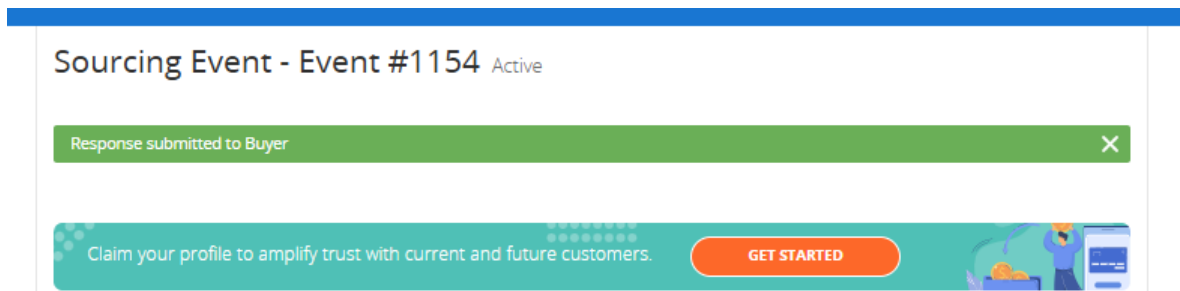 Sourcing Event - Event #1154 Active
Response submitted to Buyer
Claim your profile to amplify trust with current and future customers. GET STARTED